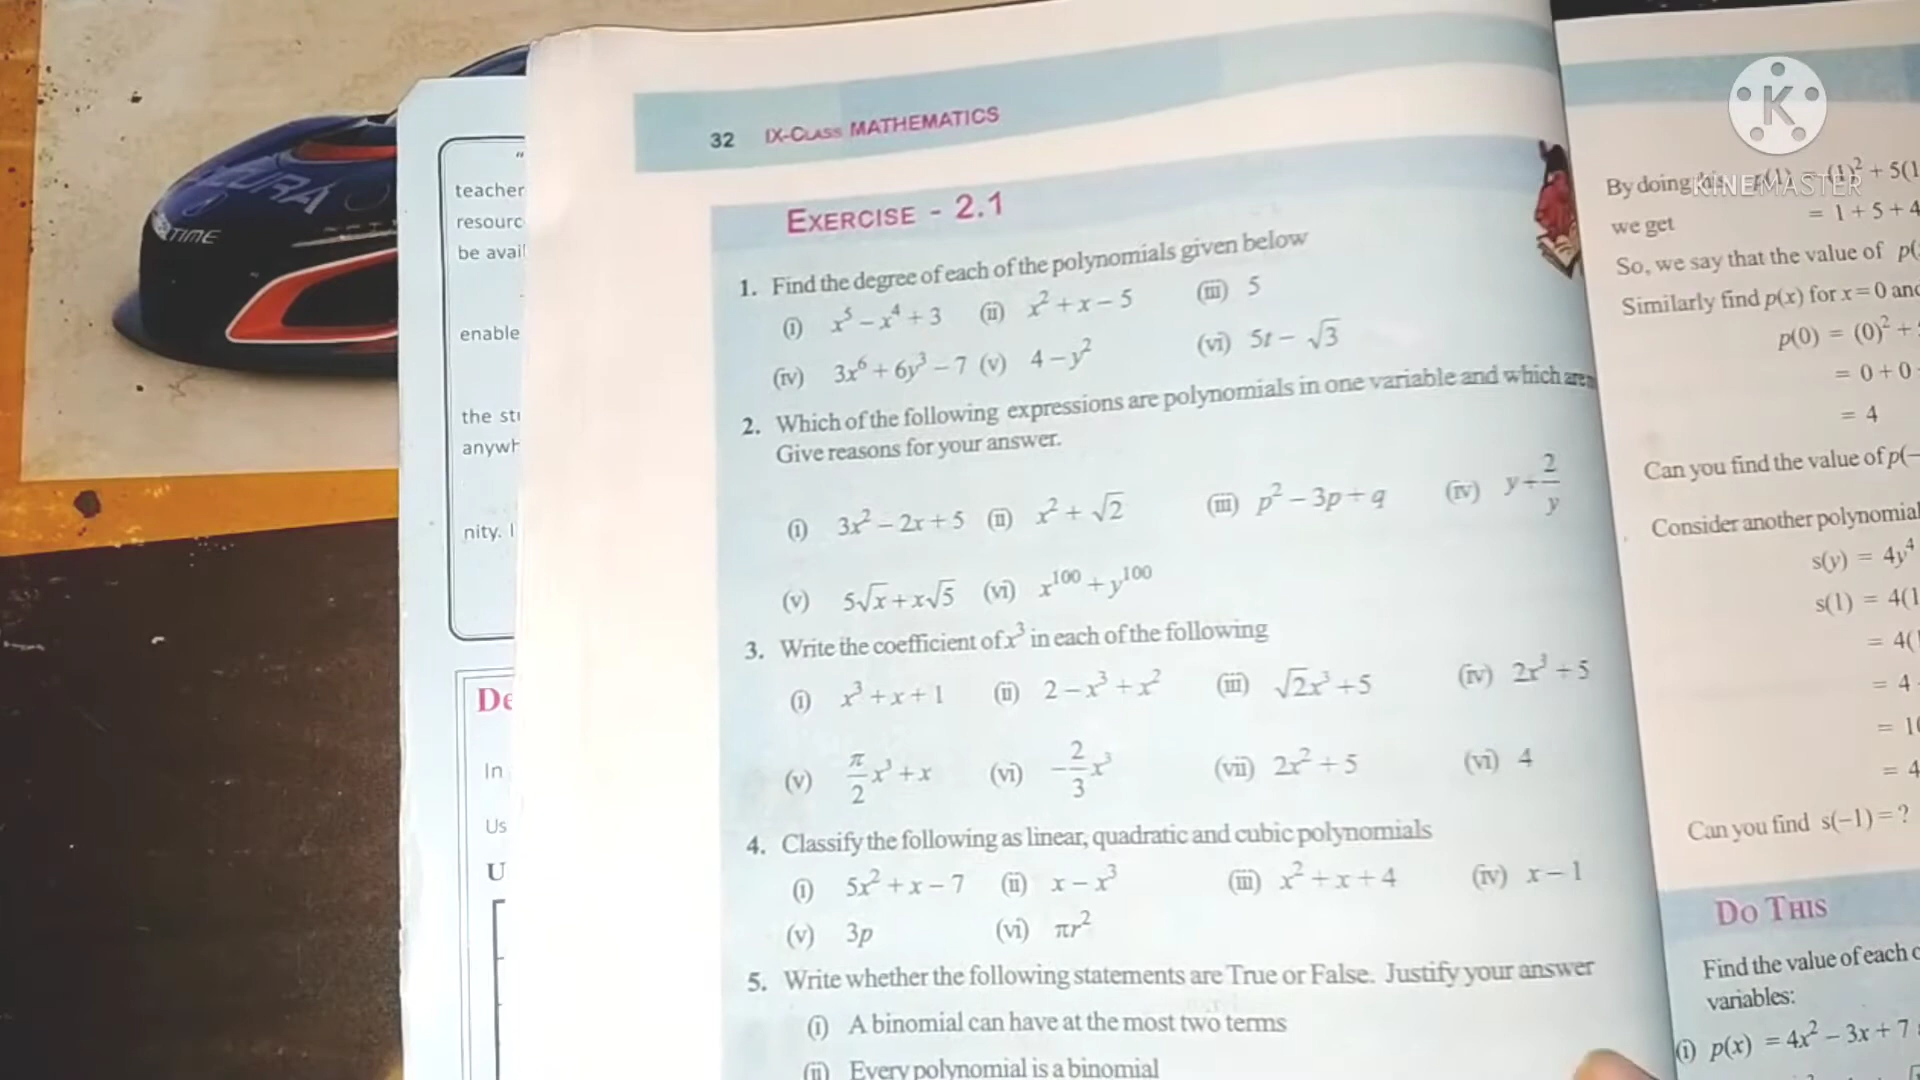 32 IX-CLASS MATHEMATICS
EXERCISE - 2.1
1. Find the degree of each of the polynomials given below
(i) x⁵ − x⁴ + 3 (ii) x² + x − 5 (iii) 5
(iv) 3x⁶ + 6y³ − 7 (v) 4 − y² (vi) 5t − √3
2. Which of the following expressions are polynomials in one variable and which are
Give reasons for your answer.
(i) 3x² − 2x + 5 (ii) x² + √2 (iii) p² − 3p + q (iv) y + 2/y
(v) 5√x + x√5 (vi) x¹⁰⁰ + y¹⁰⁰
3. Write the coefficient of x³ in each of the following
(i) x³ + x + 1 (ii) 2 − x³ + x² (iii) √2x³ + 5 (iv) 2x³ + 5
(v) π/2 x³ + x (vi) −2/3 x³ (vii) 2x² + 5 (vi) 4
4. Classify the following as linear, quadratic and cubic polynomials
(i) 5x² + x − 7 (ii) x − x³ (iii) x² + x + 4 (iv) x − 1
(v) 3p (vi) πr²
5. Write whether the following statements are True or False. Justify your answer
(i) A binomial can have at the most two terms
(ii) Every polynomial is a binomial
K
KINEMASTER
By doing
(1)² + 5(1
we get = 1 + 5 + 4
So, we say that the value of p(
Similarly find p(x) for x = 0 and
p(0) = (0)² +
= 0 + 0
= 4
Can you find the value of p(−
Consider another polynomial
s(y) = 4y⁴
s(1) = 4(1
= 4(
= 4
= 4
Can you find s(−1) = ?
DO THIS
Find the value of each
variables:
(i) p(x) = 4x² − 3x + 7
teacher
resourc
be avail
enable
the st
anywh
nity. I
De
In
Us
U
ACURA
TIME